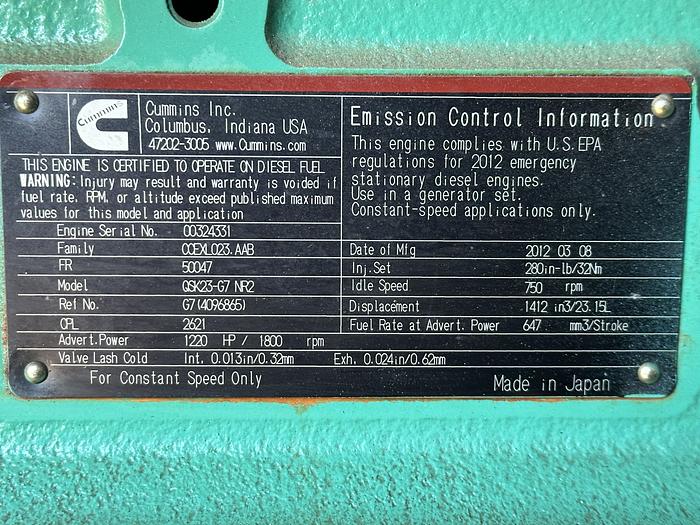 Cummins
Cummins Inc.
Columbus, Indiana USA
47202-3005 www.Cummins.com
THIS ENGINE IS CERTIFIED TO OPERATE ON DIESEL FUEL
WARNING: Injury may result and warranty is voided if
fuel rate, RPM, or altitude exceed published maximum
values for this model and application
Engine Serial No. 00324331
Family CCEXL023.AAB
FR 50047
Model QSK23-G7 NR2
Ref No. G7(4096865)
CPL 2621
Advert.Power 1220 HP / 1800 rpm
Valve Lash Cold Int. 0.013in/0.32mm Exh. 0.024in/0.62mm
For Constant Speed Only
Emission Control Information
This engine complies with U.S.EPA
regulations for 2012 emergency
stationary diesel engines.
Use in a generator set.
Constant-speed applications only.
Date of Mfg 2012 03 08
Inj.Set 280in-lb/32Nm
Idle Speed 750 rpm
Displacement 1412 in3/23.15L
Fuel Rate at Advert. Power 647 mm3/Stroke
Made in Japan